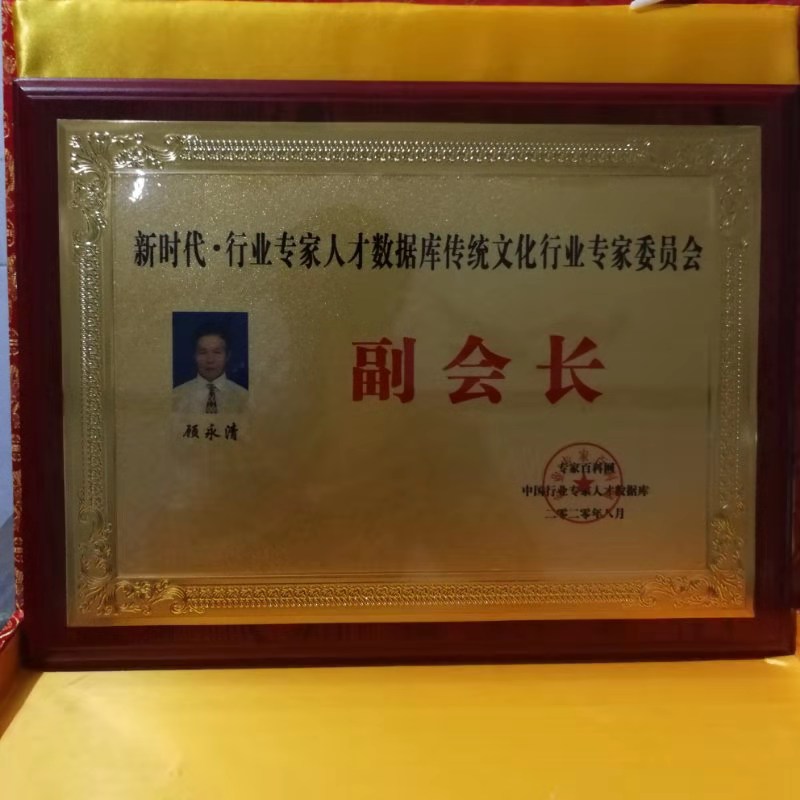 新时代·行业专家人才数据库传统文化行业专家委员会
副会长
顾永清
专家百科网
中国行业专家人才数据库
二零二零年八月